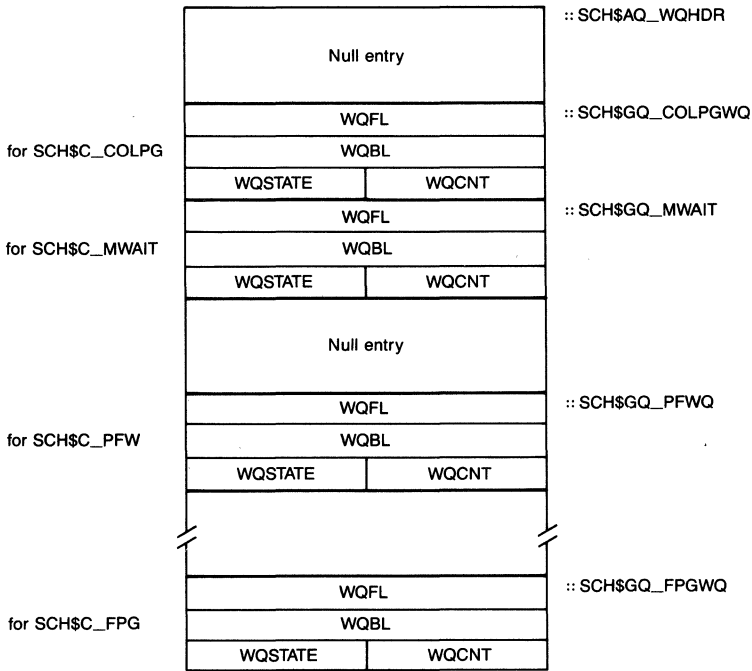 :: SCH$AQ_WQHDR
Null entry
WQFL :: SCH$GQ_COLPGWQ
for SCH$C_COLPG WQBL
WQSTATE WQCNT
WQFL :: SCH$GQ_MWAIT
for SCH$C_MWAIT WQBL
WQSTATE WQCNT
Null entry
WQFL :: SCH$GQ_PFWQ
for SCH$C_PFW WQBL
WQSTATE WQCNT
WQFL :: SCH$GQ_FPGWQ
for SCH$C_FPG WQBL
WQSTATE WQCNT